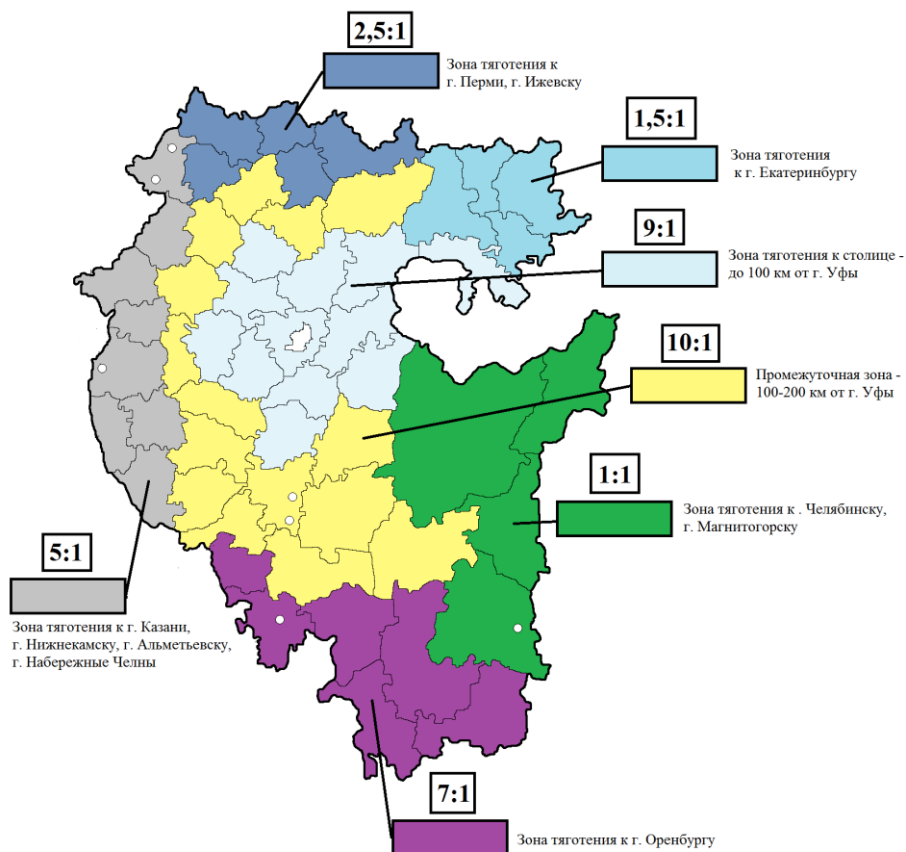 2,5:1
Зона тяготения к
г. Перми, г. Ижевску
1,5:1
Зона тяготения
к г. Екатеринбургу
9:1
Зона тяготения к столице -
до 100 км от г. Уфы
10:1
Промежуточная зона -
100-200 км от г. Уфы
1:1
Зона тяготения к . Челябинску,
г. Магнитогорску
5:1
Зона тяготения к г. Казани,
г. Нижнекамску, г. Альметьевску,
г. Набережные Челны
7:1
Зона тяготения к г. Оренбургу